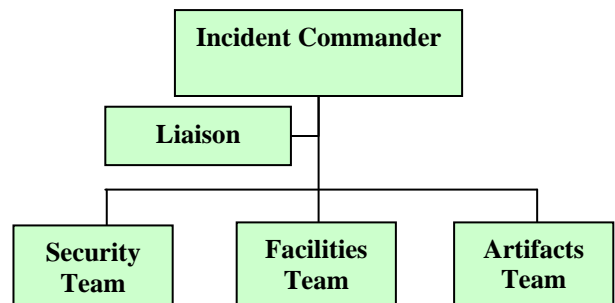 Incident Commander
Liaison
Security
Team
Facilities
Team
Artifacts
Team